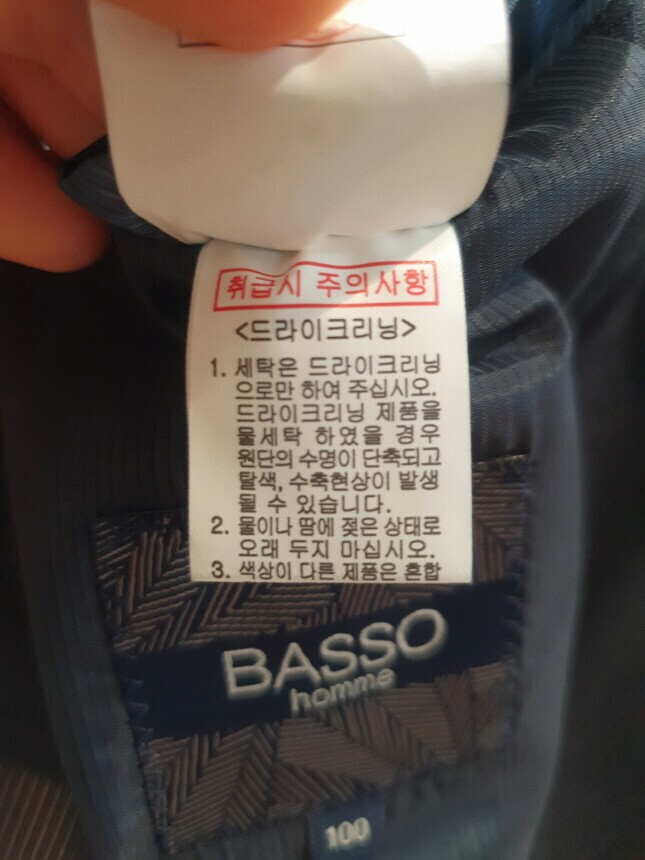 취급시 주의사항
<드라이크리닝>
1. 세탁은 드라이크리닝
으로만 하여 주십시오.
드라이크리닝 제품을
물세탁 하였을 경우
원단의 수명이 단축되고
탈색, 수축현상이 발생
될 수 있습니다.
2. 물이나 땀에 젖은 상태로
오래 두지 마십시오.
3. 색상이 다른 제품은 혼합
BASSO
homme
100